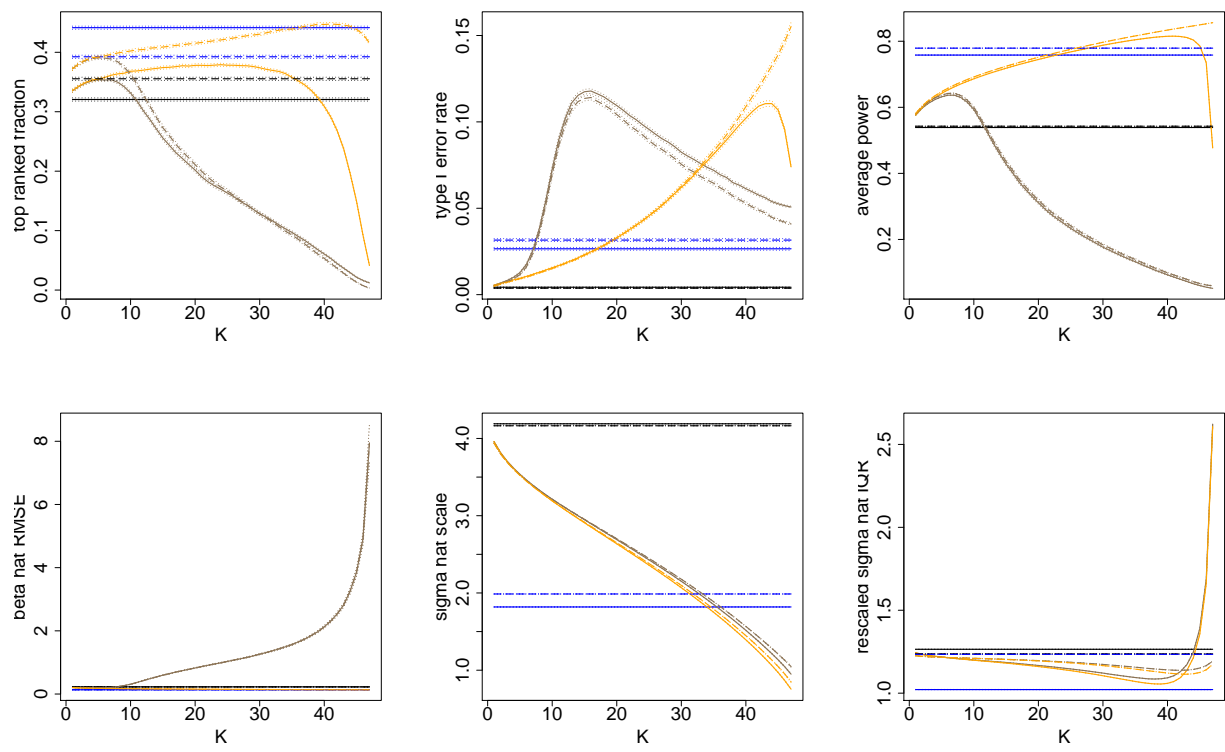 top ranked fraction
0.0 0.1 0.2 0.3 0.4
0 10 20 30 40
K
type I error rate
0.00 0.05 0.10 0.15
0 10 20 30 40
K
average power
0.2 0.4 0.6 0.8
0 10 20 30 40
K
beta hat RMSE
0 2 4 6 8
0 10 20 30 40
K
sigma hat scale
1.0 2.0 3.0 4.0
0 10 20 30 40
K
rescaled sigma hat IQR
1.0 1.5 2.0 2.5
0 10 20 30 40
K